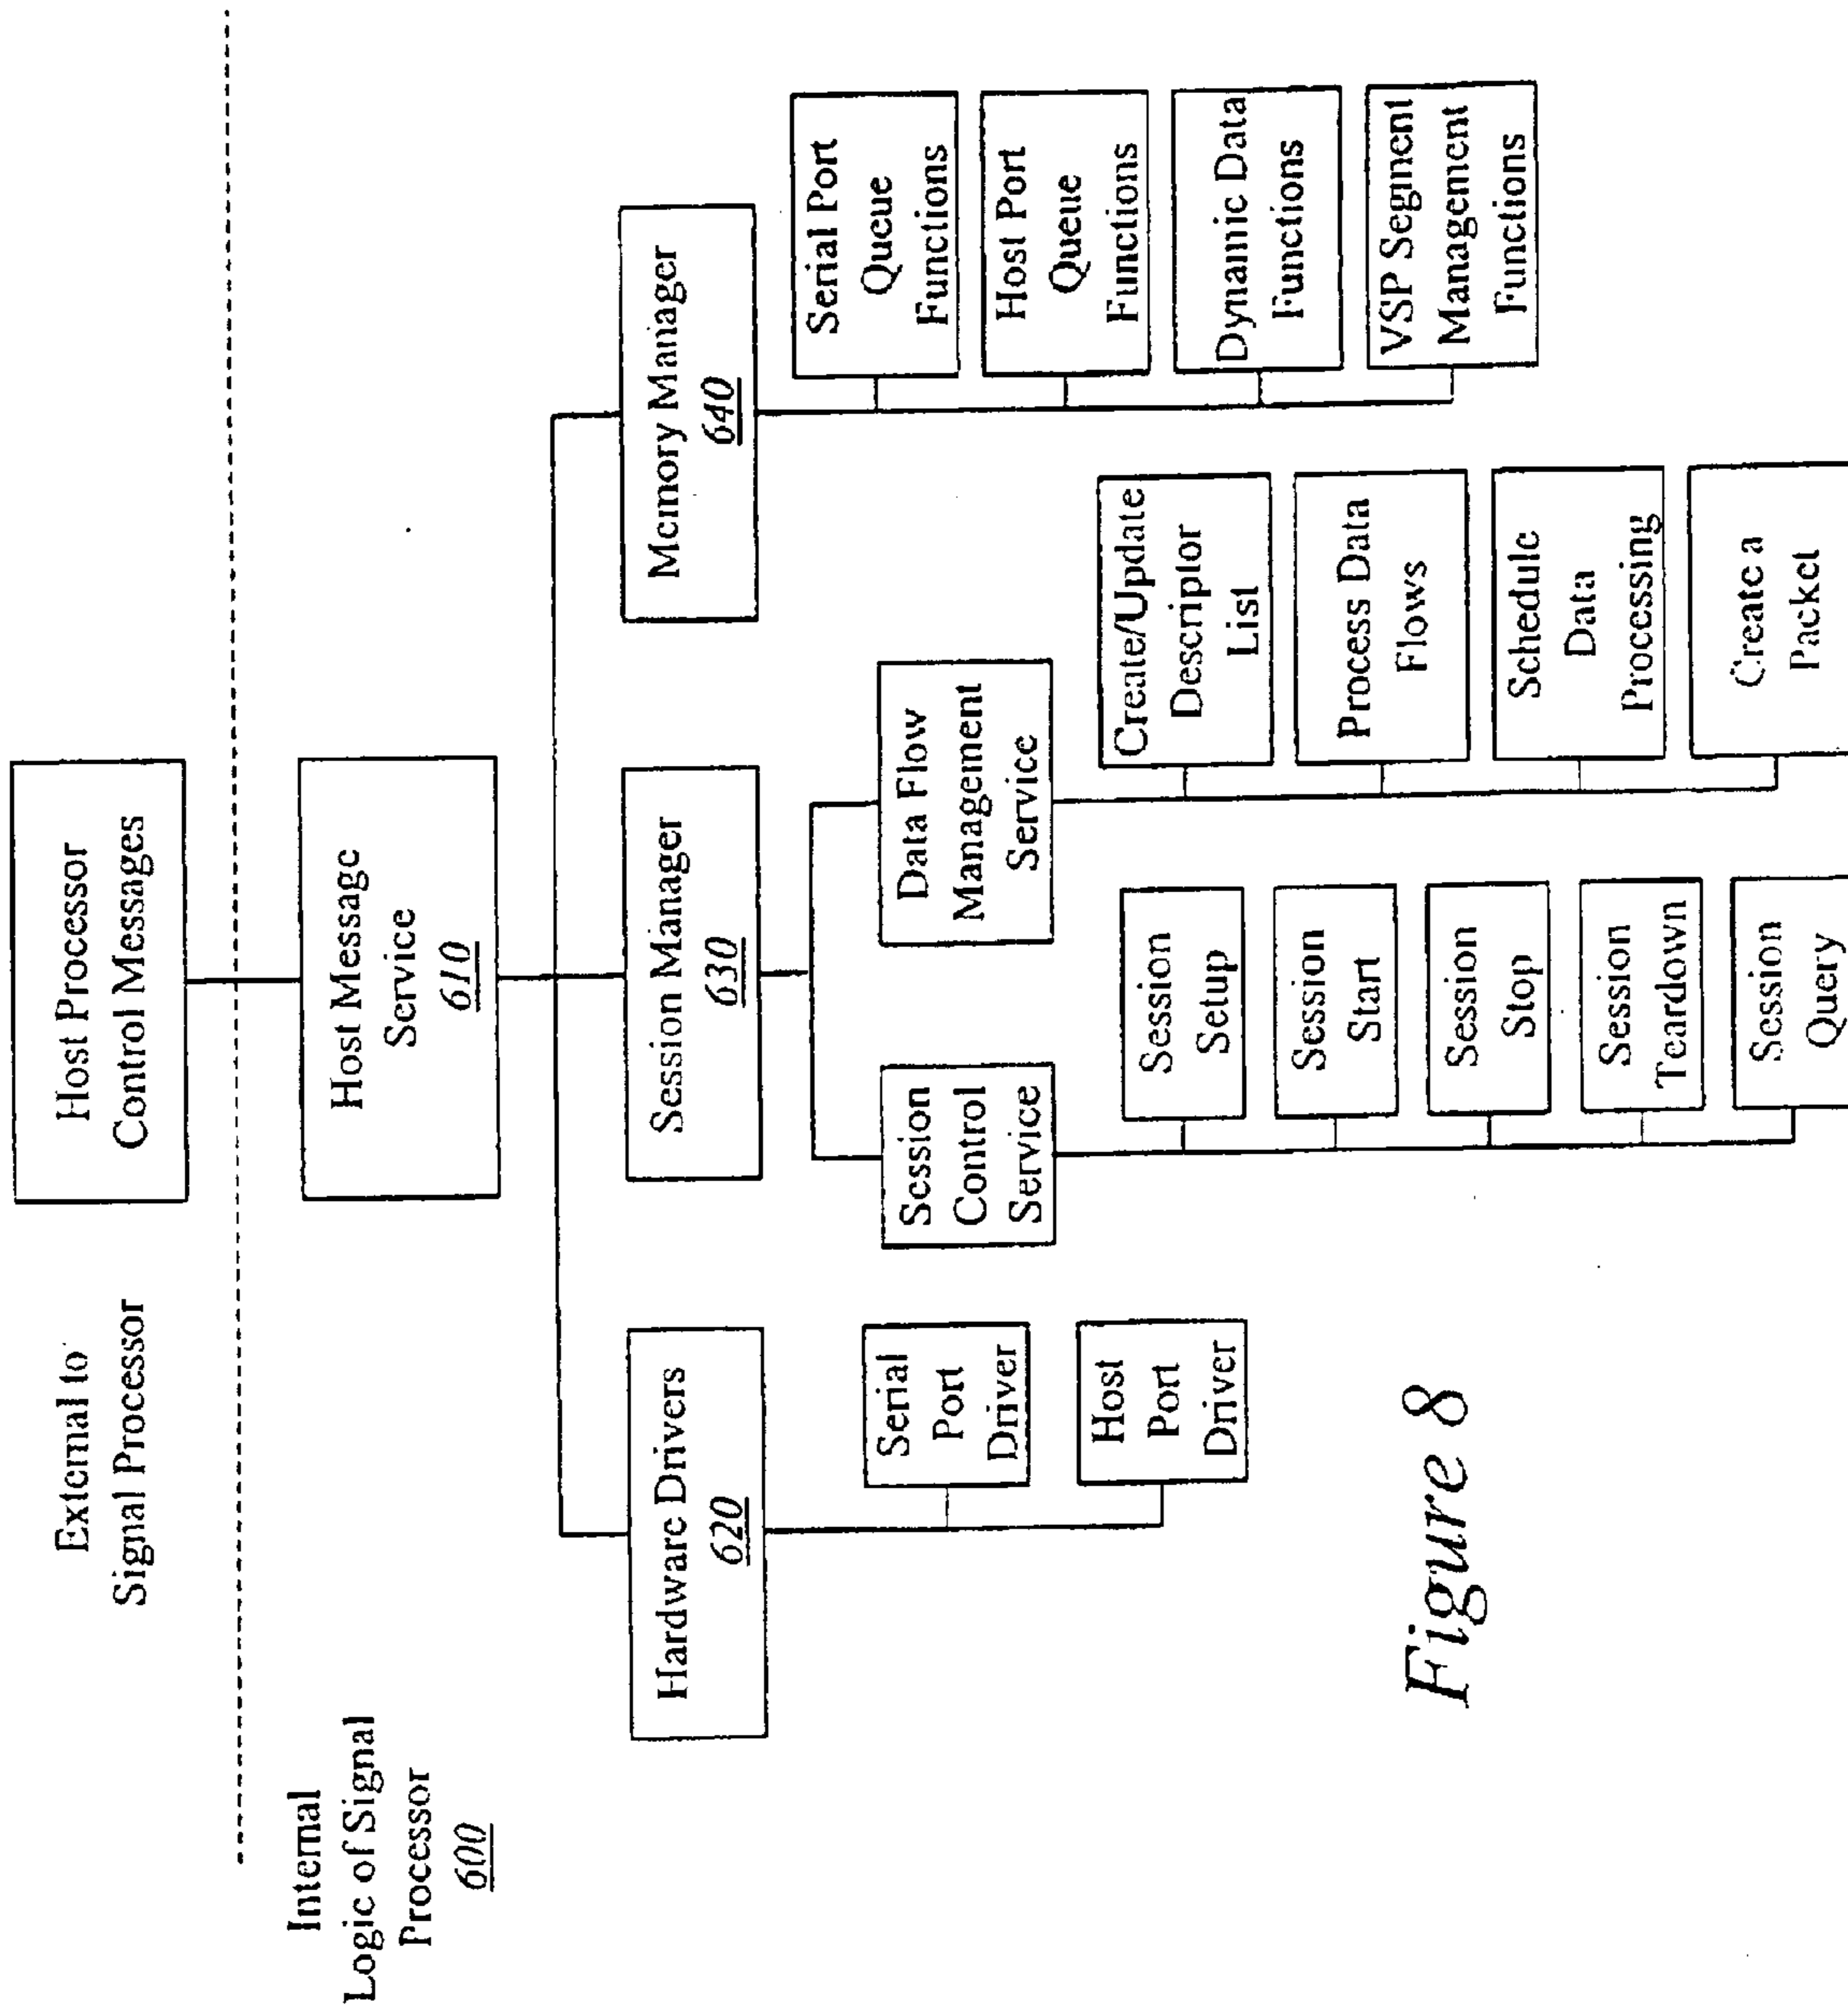 External to
Signal Processor
Host Processor
Control Messages
Internal
Logic of Signal
Processor
600
Host Message
Service
610
Hardware Drivers
620
Session Manager
630
Memory Manager
640
Serial
Port
Driver
Host
Port
Driver
Session
Control
Service
Data Flow
Management
Service
Session
Setup
Session
Start
Session
Stop
Session
Teardown
Session
Query
Create/Update
Descriptor
List
Process Data
Flows
Schedule
Data
Processing
Create a
Packet
Serial Port
Queue
Functions
Host Port
Queue
Functions
Dynamic Data
Functions
VSP Segment
Management
Functions
Figure 8